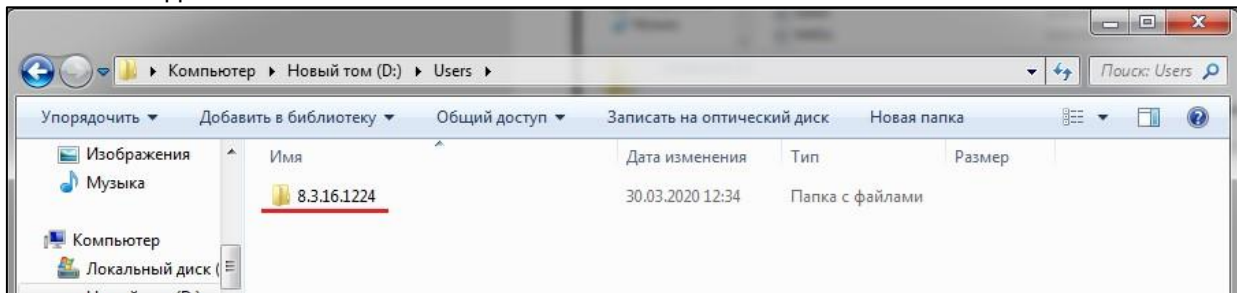 Компьютер ▸ Новый том (D:) ▸ Users ▸ Поиск: Users
Упорядочить ▼ Добавить в библиотеку ▼ Общий доступ ▼ Записать на оптический диск Новая папка
Изображения Имя Дата изменения Тип Размер
Музыка
8.3.16.1224 30.03.2020 12:34 Папка с файлами
Компьютер
Локальный диск (